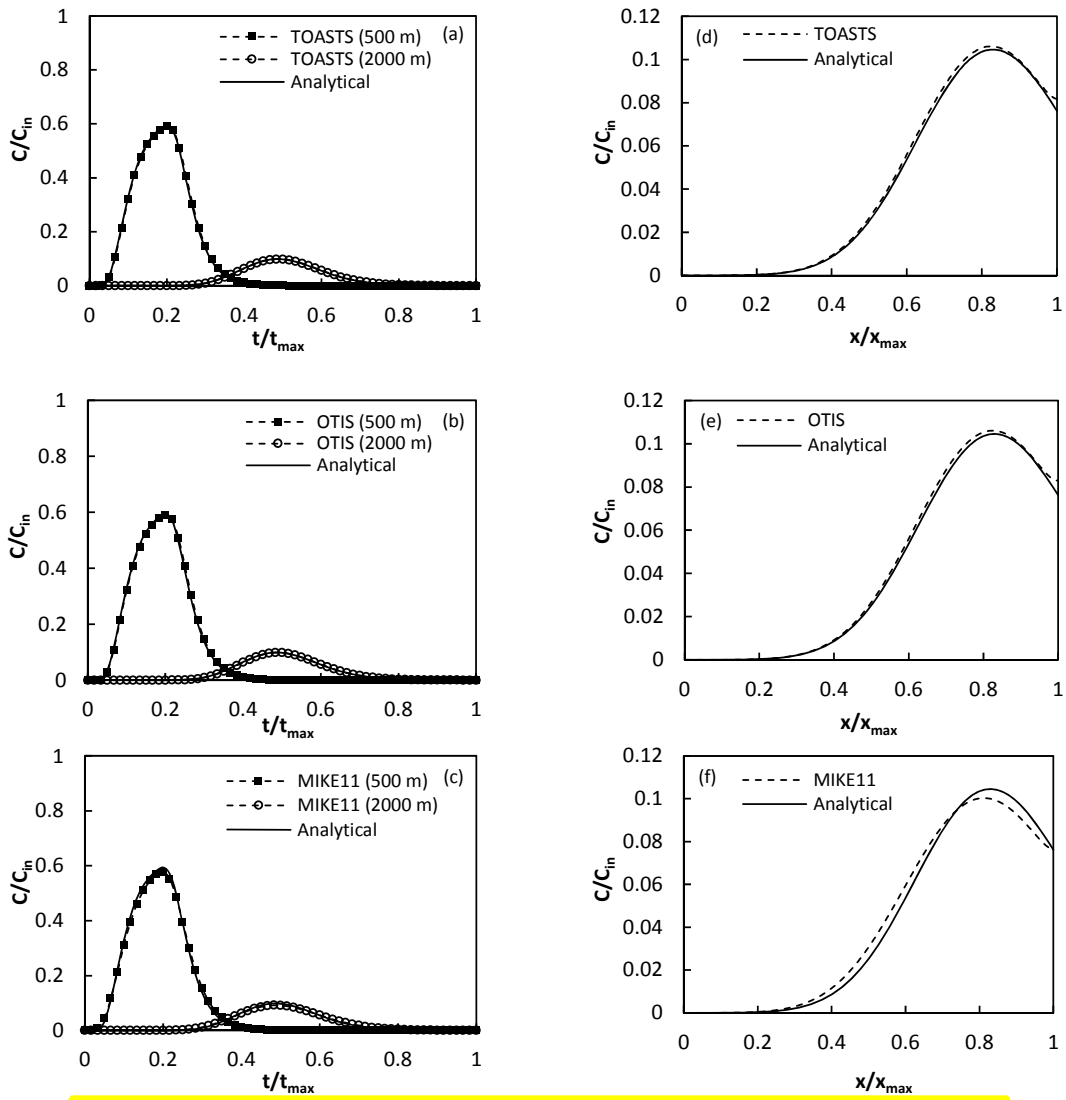 TOASTS (500 m)
TOASTS (2000 m)
Analytical
(a)
1
0.8
0.6
0.4
0.2
0
C/Cin
0 0.2 0.4 0.6 0.8 1
t/tmax
(d)
TOASTS
Analytical
0.12
0.1
0.08
0.06
0.04
0.02
0
C/Cin
0 0.2 0.4 0.6 0.8 1
x/xmax
OTIS (500 m)
OTIS (2000 m)
Analytical
(b)
1
0.8
0.6
0.4
0.2
0
C/Cin
0 0.2 0.4 0.6 0.8 1
t/tmax
(e)
OTIS
Analytical
0.12
0.1
0.08
0.06
0.04
0.02
0
C/Cin
0 0.2 0.4 0.6 0.8 1
x/xmax
MIKE11 (500 m)
MIKE11 (2000 m)
Analytical
(c)
1
0.8
0.6
0.4
0.2
0
C/Cin
0 0.2 0.4 0.6 0.8 1
t/tmax
(f)
MIKE11
Analytical
0.12
0.1
0.08
0.06
0.04
0.02
0
C/Cin
0 0.2 0.4 0.6 0.8 1
x/xmax